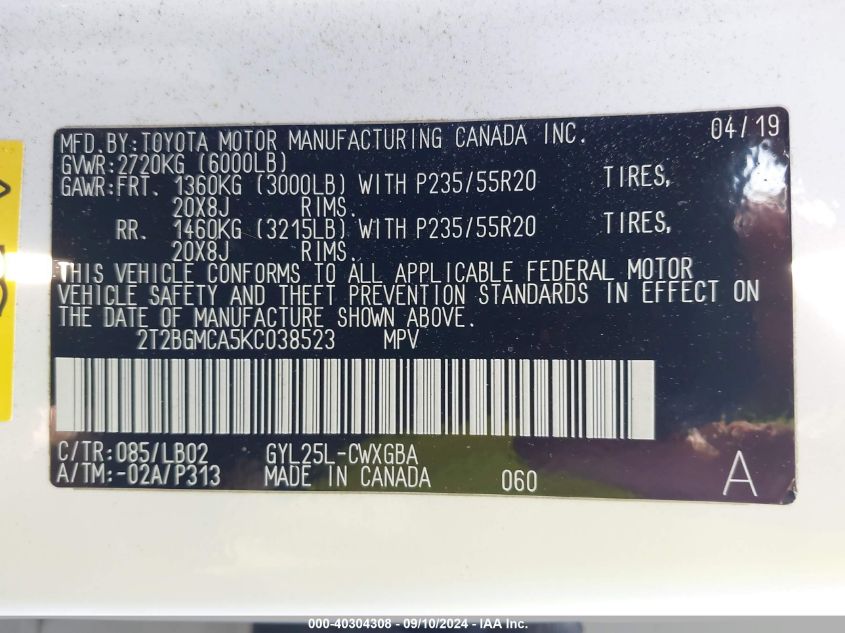 MFD. BY: TOYOTA MOTOR MANUFACTURING CANADA INC. 04/19
GVWR: 2720KG (6000LB)
GAWR: FRT. 1360KG (3000LB) WITH P235/55R20 TIRES,
20X8J RIMS.
RR. 1460KG (3215LB) WITH P235/55R20 TIRES,
20X8J RIMS.
THIS VEHICLE CONFORMS TO ALL APPLICABLE FEDERAL MOTOR
VEHICLE SAFETY AND THEFT PREVENTION STANDARDS IN EFFECT ON
THE DATE OF MANUFACTURE SHOWN ABOVE.
2T2BGMCA5KC038523 MPV
C/TR: 085/LB02 GYL25L-CWXGBA
A/TM: -02A/P313 MADE IN CANADA 060 A
000-40304308 - 09/10/2024 - IAA Inc.